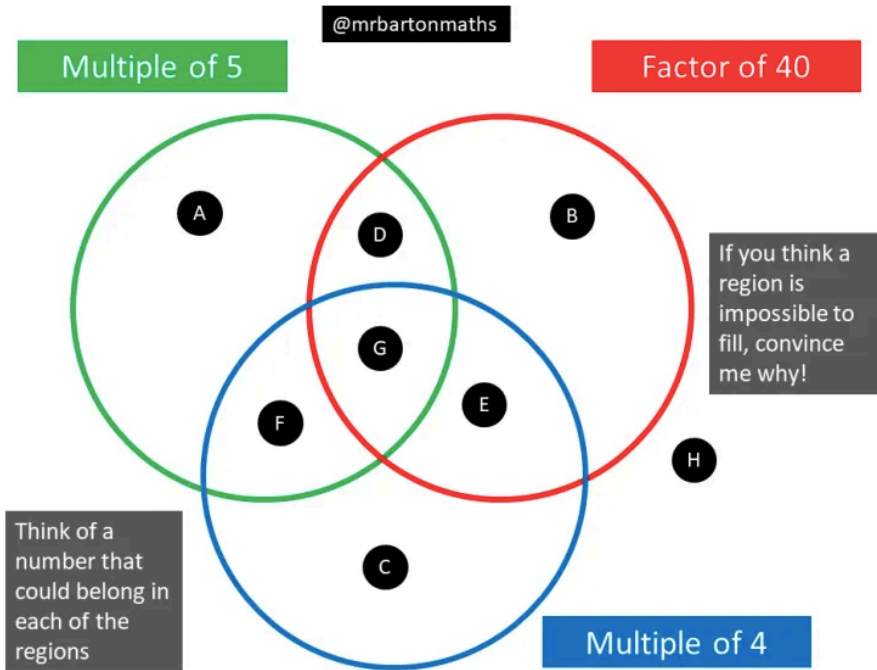 @mrbartonmaths
Multiple of 5
Factor of 40
A
D
B
If you think a
region is
impossible to
fill, convince
me why!
G
F
E
H
Think of a
number that
could belong in
each of the
regions
C
Multiple of 4